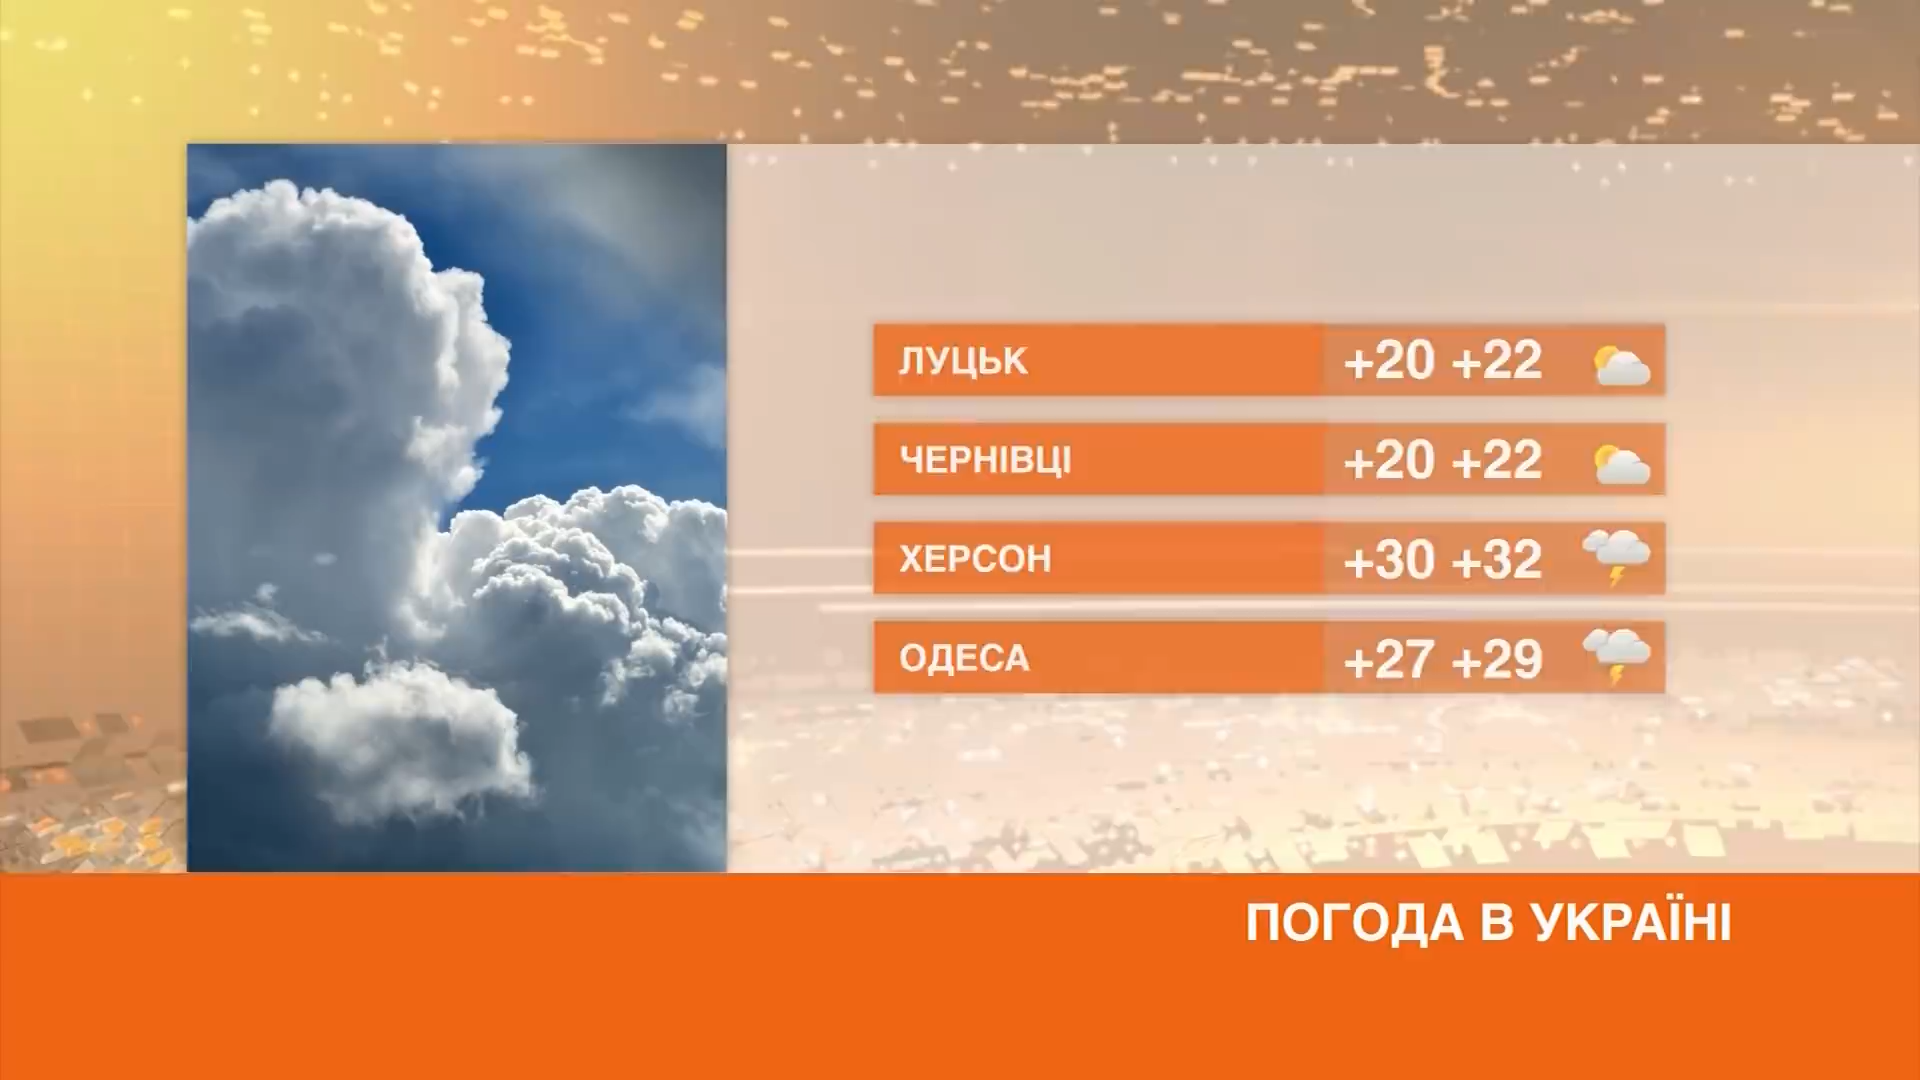 ЛУЦЬК +20 +22
ЧЕРНІВЦІ +20 +22
ХЕРСОН +30 +32
ОДЕСА +27 +29
ПОГОДА В УКРАЇНІ